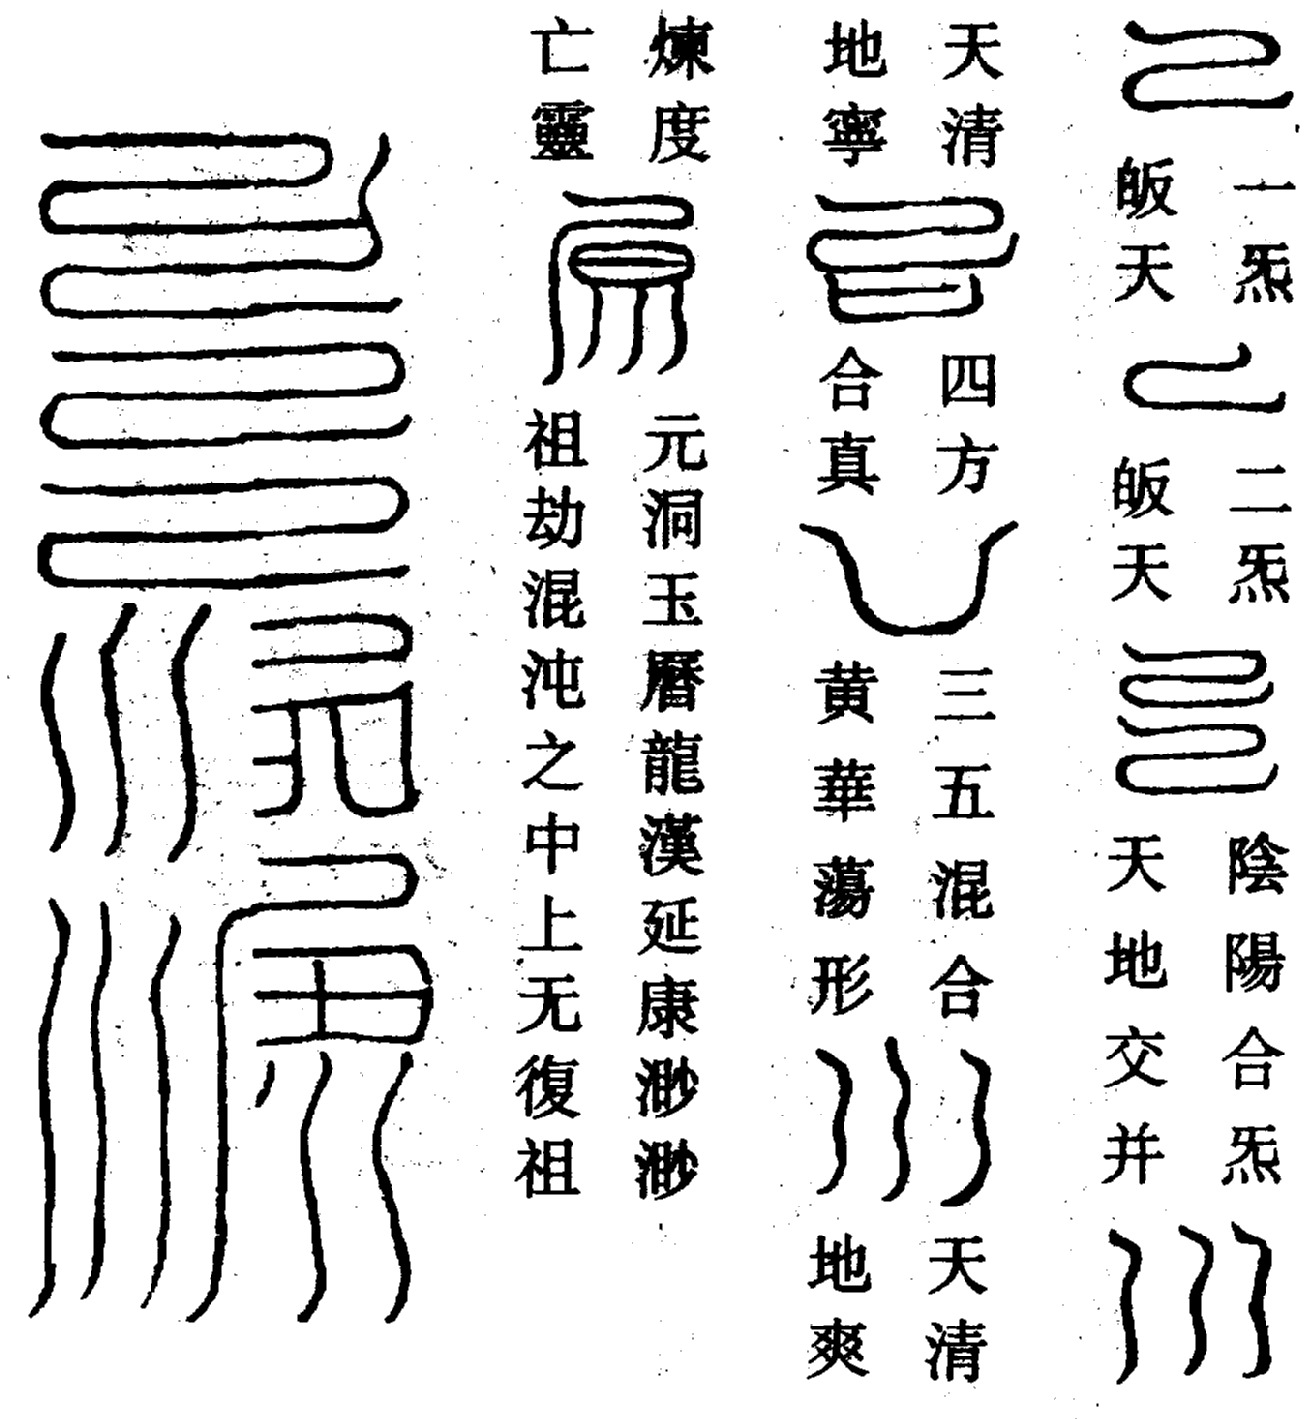 一炁
皈天
二炁
皈天
陰陽合炁
天地交并
天清
地寧
四方
合真
三五混合
黄華蕩形
天清
地爽
煉度
亡靈
元洞玉曆龍漢延康渺渺
祖劫混沌之中上无復祖